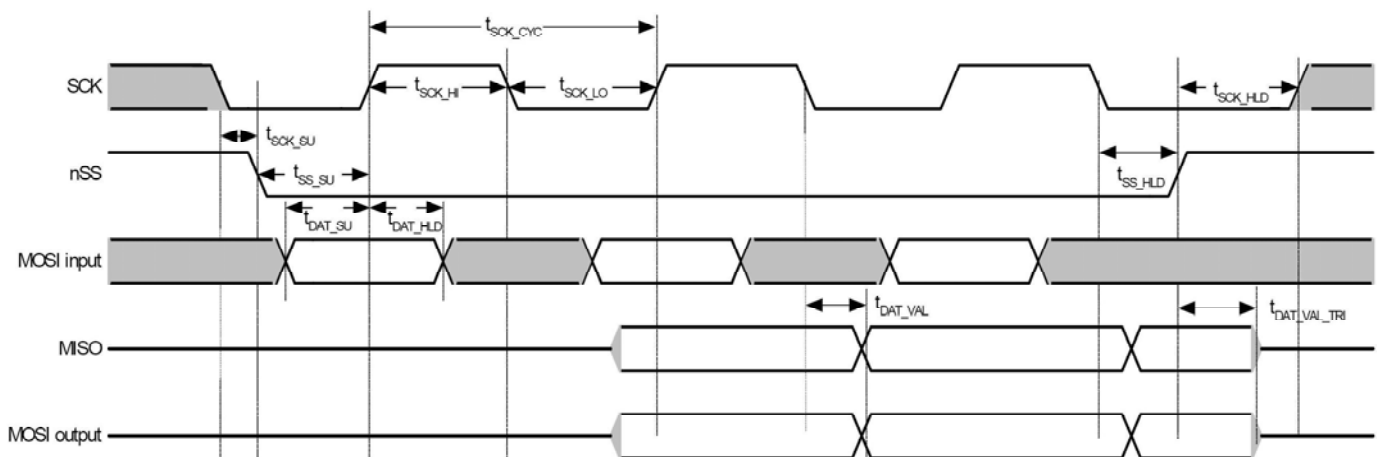 tSCK_CYC
SCK
tSCK_HI
tSCK_LO
tSCK_HLD
tSCK_SU
nSS
tSS_SU
tSS_HLD
tDAT_SU
tDAT_HLD
MOSI input
tDAT_VAL
tDAT_VAL_TRI
MISO
MOSI output